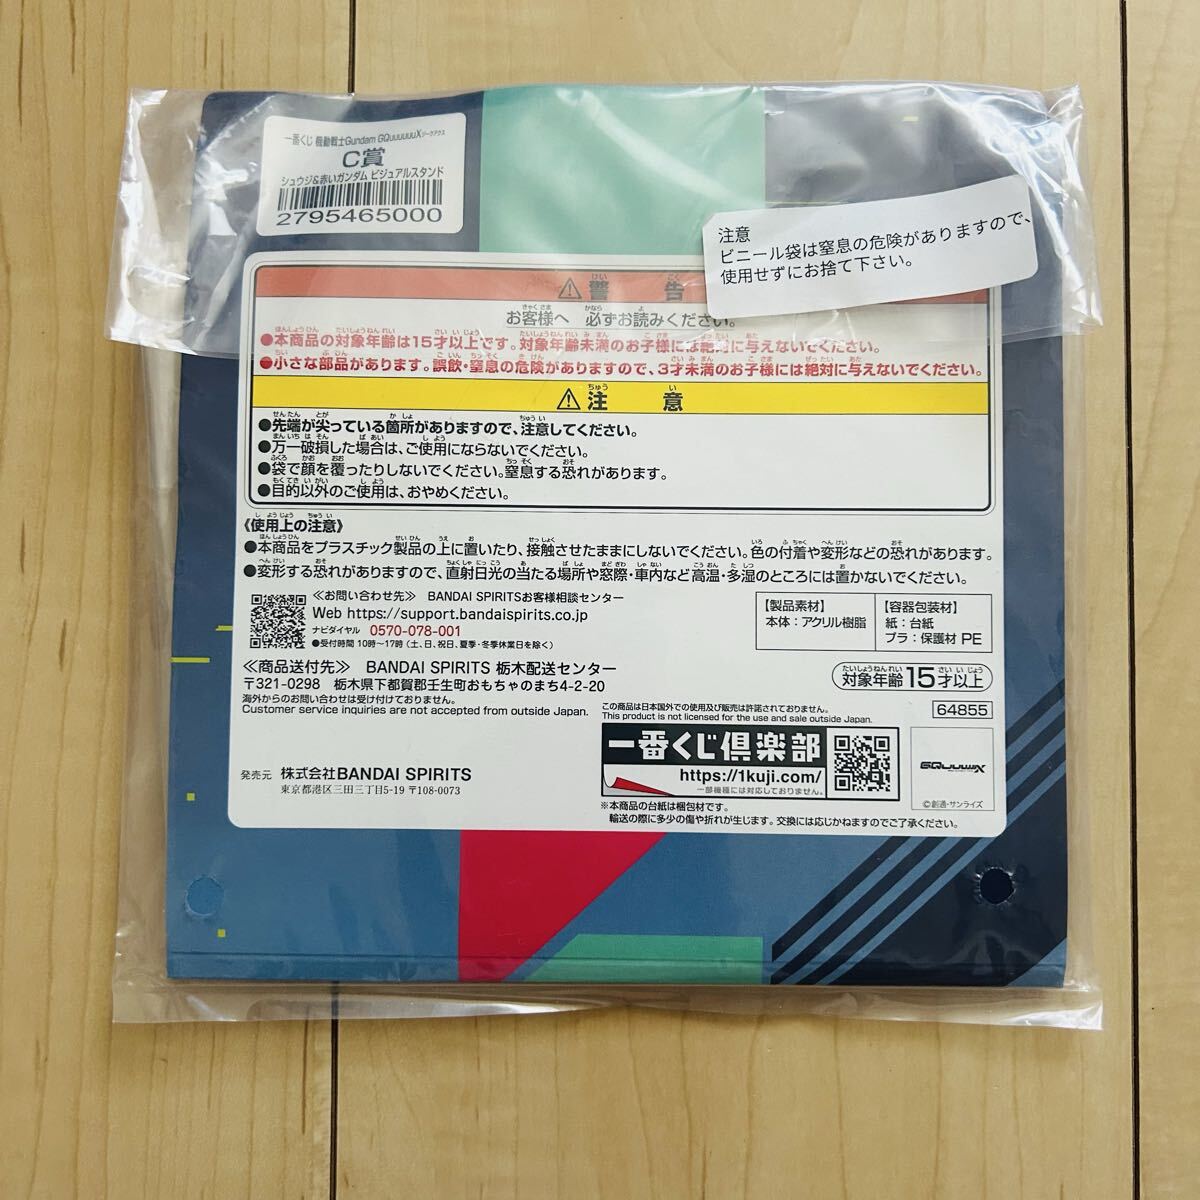 一番くじ 機動戦士Gundam GQuuuuuuXジークアクス
C賞
シュウジ&赤いガンダム ビジュアルスタンド
2795465000
注意
ビニール袋は窒息の危険がありますので、
使用せずにお捨て下さい。
⚠警告
お客様へ 必ずお読みください。
●本商品の対象年齢は15才以上です。対象年齢未満のお子様には絶対に与えないでください。
●小さな部品があります。誤飲・窒息の危険がありますので、3才未満のお子様には絶対に与えないでください。
⚠注意
●先端が尖っている箇所がありますので、注意してください。
●万一破損した場合は、ご使用にならないでください。
●袋で顔を覆ったりしないでください。窒息する恐れがあります。
●目的以外のご使用は、おやめください。
《使用上の注意》
●本商品をプラスチック製品の上に置いたり、接触させたままにしないでください。色の付着や変形などの恐れがあります。
●変形する恐れがありますので、直射日光の当たる場所や窓際・車内など高温・多湿のところには置かないでください。
≪お問い合わせ先≫ BANDAI SPIRITSお客様相談センター
Web https://support.bandaispirits.co.jp
ナビダイヤル 0570-078-001
●受付時間 10時～17時(土、日、祝日、夏季・冬季休業日を除く)
【製品素材】
本体：アクリル樹脂
【容器包装材】
紙：台紙
プラ：保護材 PE
≪商品送付先≫ BANDAI SPIRITS 栃木配送センター
〒321-0298 栃木県下都賀郡壬生町おもちゃのまち4-2-20
対象年齢15才以上
海外からのお問い合わせは受け付けておりません。
Customer service inquiries are not accepted from outside Japan.
この商品は日本国外での使用及び販売は許諾されておりません。
This product is not licensed for the use and sale outside Japan.
64855
一番くじ倶楽部
https://1kuji.com/
一部機種には対応しておりません。
GQuuuuuuX
©創通・サンライズ
発売元 株式会社BANDAI SPIRITS
東京都港区三田三丁目5-19 〒108-0073
※本商品の台紙は梱包材です。
輸送の際に多少の傷や折れが生じます。交換には応じかねますのでご了承ください。